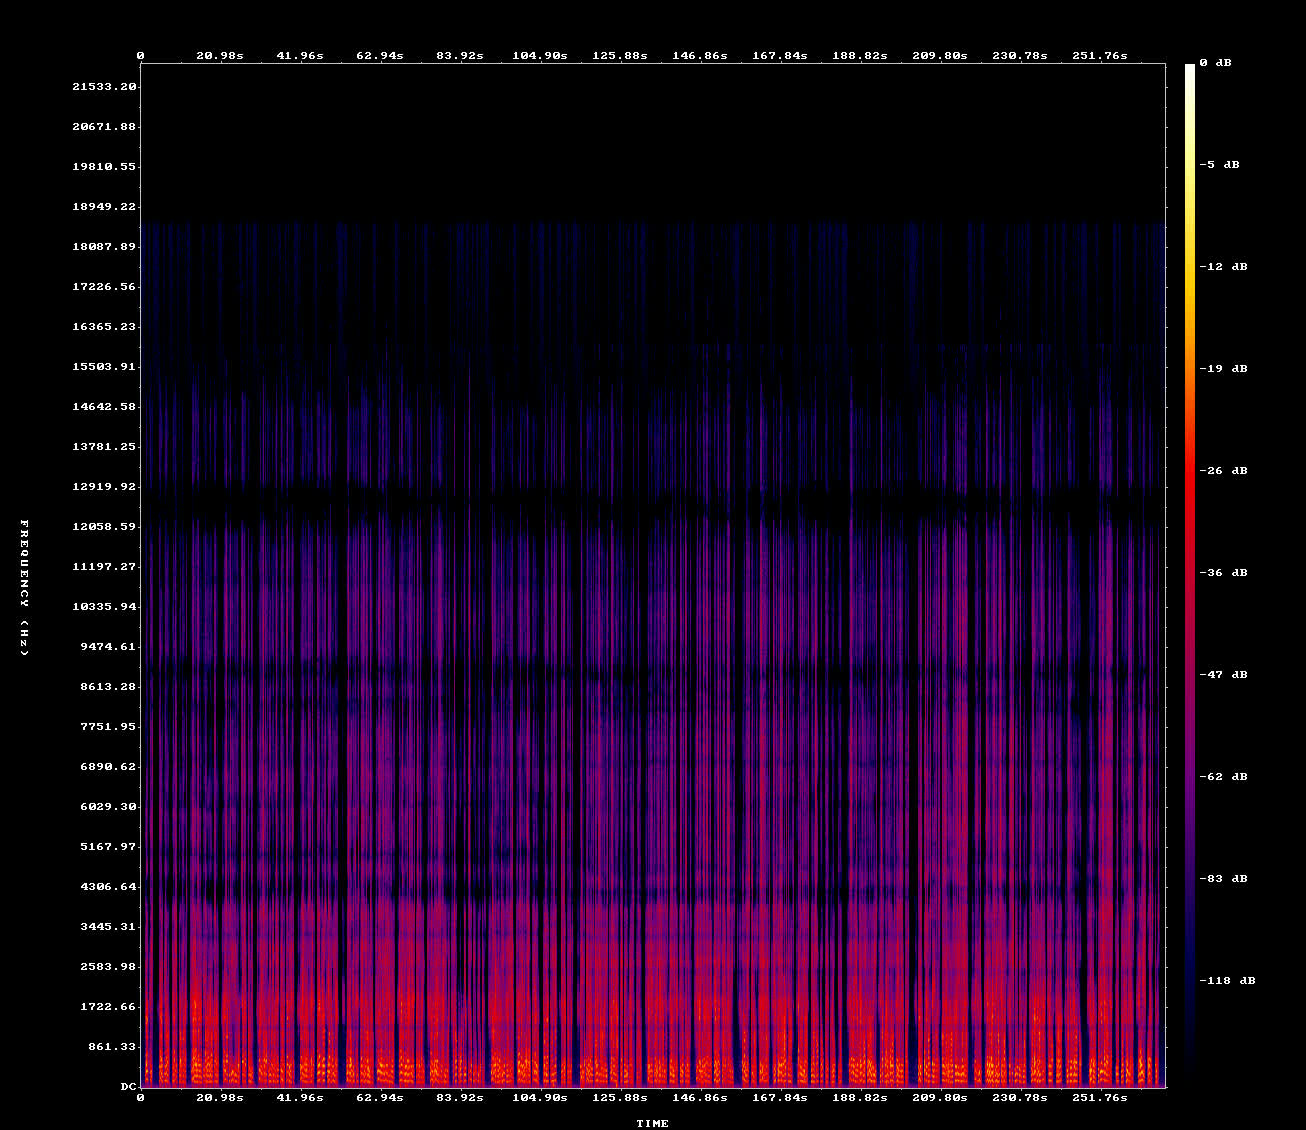 0 20.98s 41.96s 62.94s 83.92s 104.90s 125.88s 146.86s 167.84s 188.82s 209.80s 230.78s 251.76s
0 dB
21533.20
20671.88
19810.55
-5 dB
18949.22
18087.89
-12 dB
17226.56
16365.23
15503.91
-19 dB
14642.58
13781.25
-26 dB
12919.92
12058.59
11197.27
-36 dB
10335.94
9474.61
-47 dB
8613.28
7751.95
6890.62
-62 dB
6029.30
5167.97
4306.64
-83 dB
3445.31
2583.98
-118 dB
1722.66
861.33
DC
FREQUENCY (Hz)
0 20.98s 41.96s 62.94s 83.92s 104.90s 125.88s 146.86s 167.84s 188.82s 209.80s 230.78s 251.76s
TIME